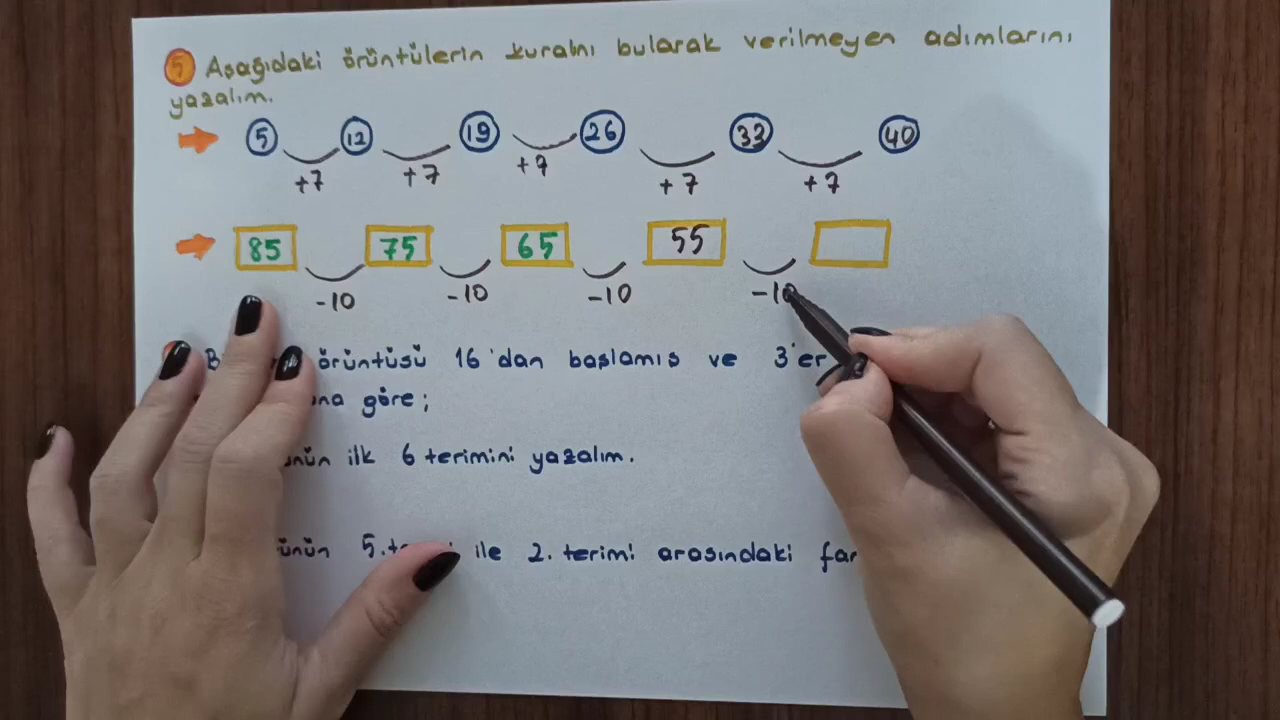 5 Aşağıdaki örüntülerin kuralını bularak verilmeyen adımlarını
yazalım.
5 12 19 26 33 40
+7 +7 +7 +7 +7
85 75 65 55
-10 -10 -10 -10
örüntüsü 16'dan başlamış ve 3'er
göre;
ilk 6 terimini yazalım.
5. ile 2. terimi arasındaki